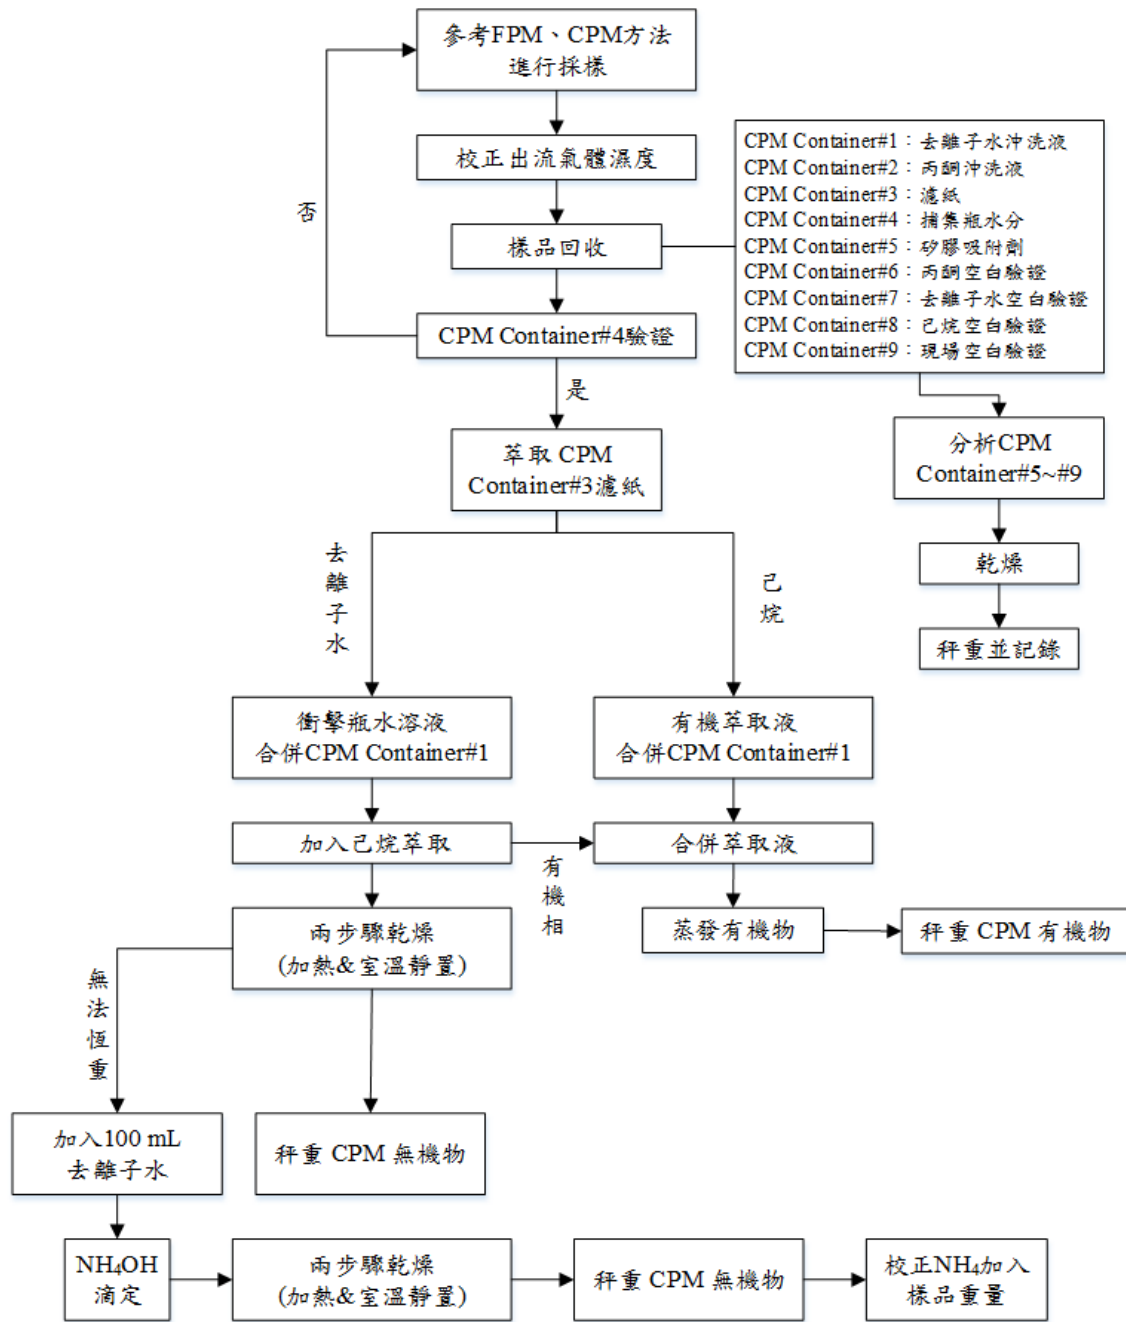 參考FPM、CPM方法
進行採樣
校正出流氣體濕度
樣品回收
CPM Container#4驗證
否
是
CPM Container#1：去離子水沖洗液
CPM Container#2：丙酮沖洗液
CPM Container#3：濾紙
CPM Container#4：捕集瓶水分
CPM Container#5：矽膠吸附劑
CPM Container#6：丙酮空白驗證
CPM Container#7：去離子水空白驗證
CPM Container#8：己烷空白驗證
CPM Container#9：現場空白驗證
分析CPM
Container#5~#9
乾燥
秤重並記錄
萃取 CPM
Container#3濾紙
去離子水
己烷
衝擊瓶水溶液
合併CPM Container#1
有機萃取液
合併CPM Container#1
加入己烷萃取
有機相
合併萃取液
兩步驟乾燥
(加熱&室溫靜置)
蒸發有機物
秤重 CPM 有機物
無法恆重
加入100 mL
去離子水
秤重 CPM 無機物
NH₄OH
滴定
兩步驟乾燥
(加熱&室溫靜置)
秤重 CPM 無機物
校正NH₄加入
樣品重量